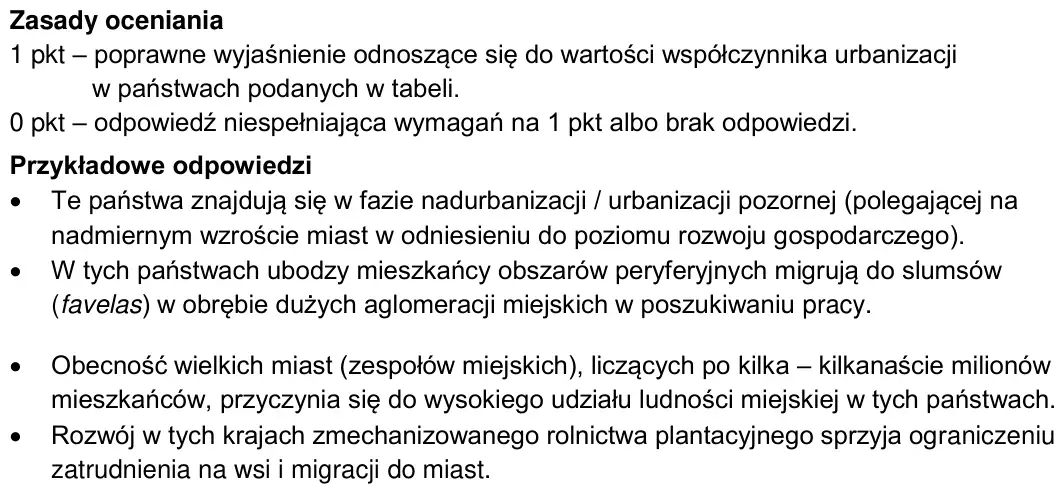 Zasady oceniania
1 pkt – poprawne wyjaśnienie odnoszące się do wartości współczynnika urbanizacji
w państwach podanych w tabeli.
0 pkt – odpowiedź niespełniająca wymagań na 1 pkt albo brak odpowiedzi.
Przykładowe odpowiedzi
• Te państwa znajdują się w fazie nadurbanizacji / urbanizacji pozornej (polegającej na
nadmiernym wzroście miast w odniesieniu do poziomu rozwoju gospodarczego).
• W tych państwach ubodzy mieszkańcy obszarów peryferyjnych migrują do slumsów
(favelas) w obrębie dużych aglomeracji miejskich w poszukiwaniu pracy.
• Obecność wielkich miast (zespołów miejskich), liczących po kilka – kilkanaście milionów
mieszkańców, przyczynia się do wysokiego udziału ludności miejskiej w tych państwach.
• Rozwój w tych krajach zmechanizowanego rolnictwa plantacyjnego sprzyja ograniczeniu
zatrudnienia na wsi i migracji do miast.